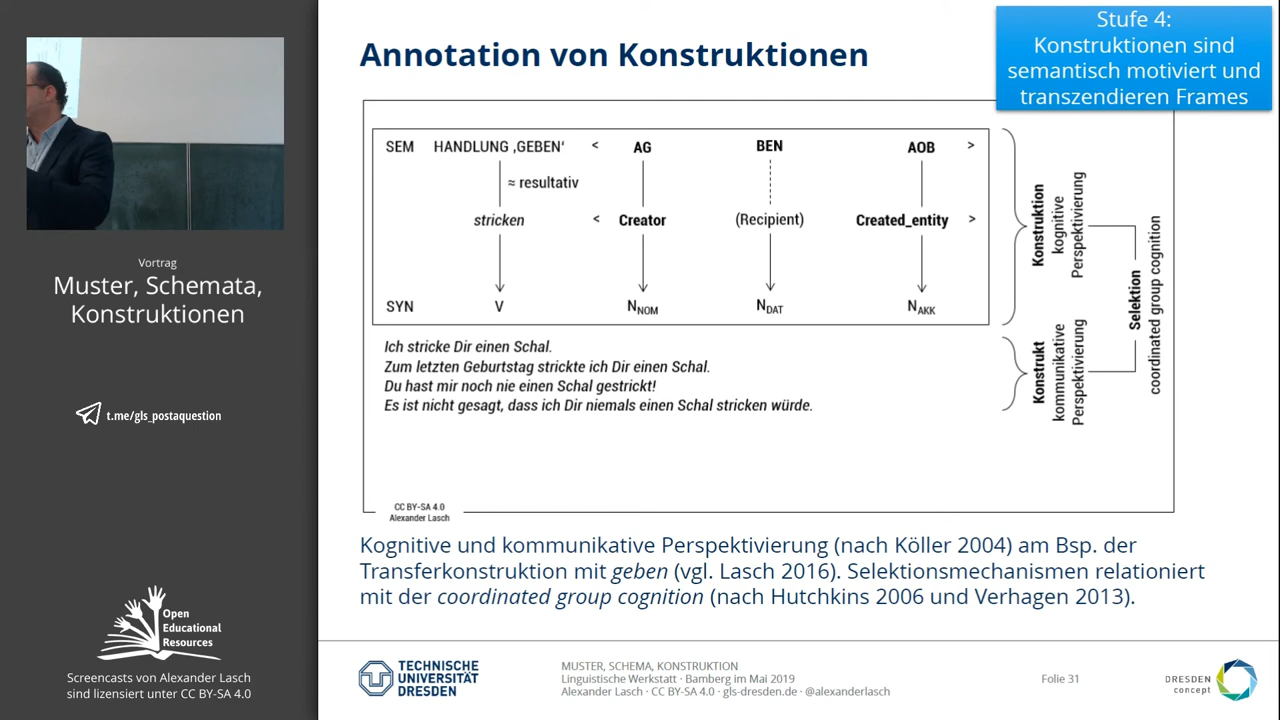 Annotation von Konstruktionen
Stufe 4:
Konstruktionen sind
semantisch motiviert und
transzendieren Frames
SEM HANDLUNG ‚GEBEN‘ < AG BEN AOB >
≈ resultativ
stricken < Creator (Recipient) Created_entity >
SYN V NNOM NDAT NAKK
Konstruktion
kognitive
Perspektivierung
Ich stricke Dir einen Schal.
Zum letzten Geburtstag strickte ich Dir einen Schal.
Du hast mir noch nie einen Schal gestrickt!
Es ist nicht gesagt, dass ich Dir niemals einen Schal stricken würde.
Konstrukt
kommunikative
Perspektivierung
Selektion
coordinated group cognition
CC BY-SA 4.0
Alexander Lasch
Kognitive und kommunikative Perspektivierung (nach Köller 2004) am Bsp. der
Transferkonstruktion mit geben (vgl. Lasch 2016). Selektionsmechanismen relationiert
mit der coordinated group cognition (nach Hutchkins 2006 und Verhagen 2013).
Vortrag
Muster, Schemata,
Konstruktionen
t.me/gls_postaquestion
Open
Educational
Resources
Screencasts von Alexander Lasch
sind lizensiert unter CC BY-SA 4.0
TECHNISCHE
UNIVERSITÄT
DRESDEN
MUSTER, SCHEMA, KONSTRUKTION
Linguistische Werkstatt · Bamberg im Mai 2019
Alexander Lasch · CC BY-SA 4.0 · gls-dresden.de · @alexanderlasch
Folie 31
DRESDEN
concept